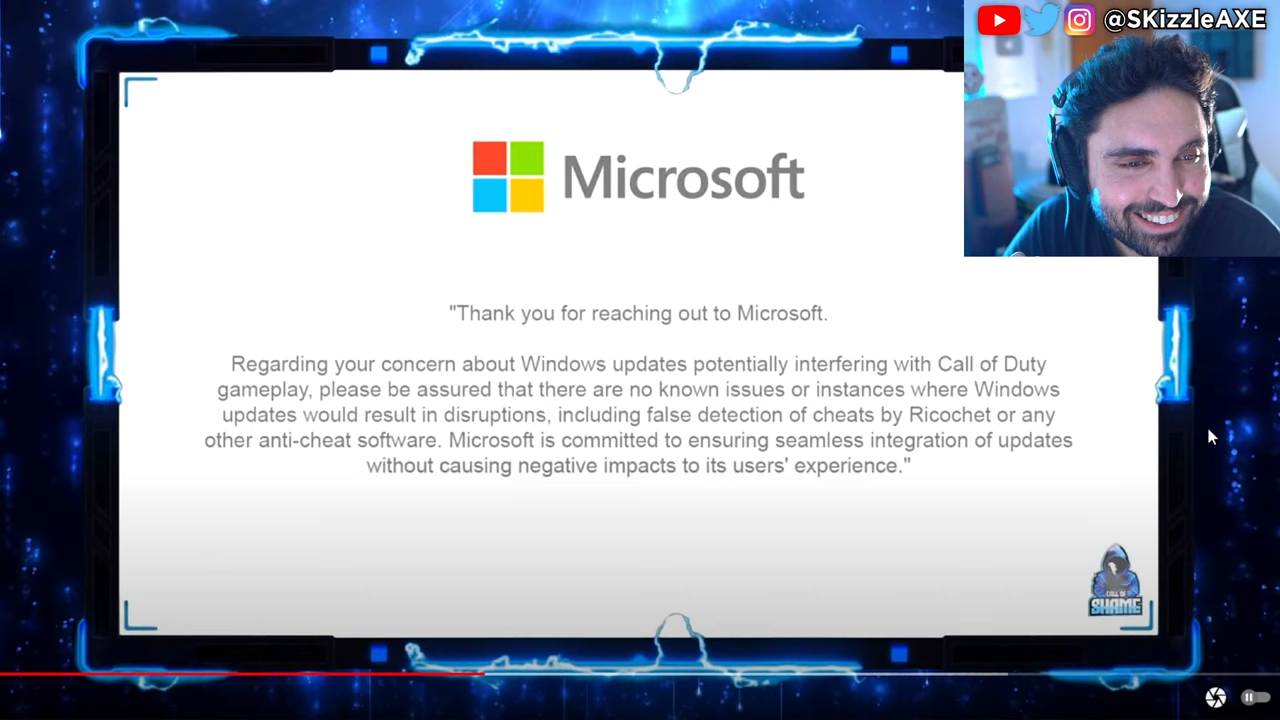 @SKizzleAXE
Microsoft
"Thank you for reaching out to Microsoft.
Regarding your concern about Windows updates potentially interfering with Call of Duty
gameplay, please be assured that there are no known issues or instances where Windows
updates would result in disruptions, including false detection of cheats by Ricochet or any
other anti-cheat software. Microsoft is committed to ensuring seamless integration of updates
without causing negative impacts to its users' experience."
CALL OF
SHAME